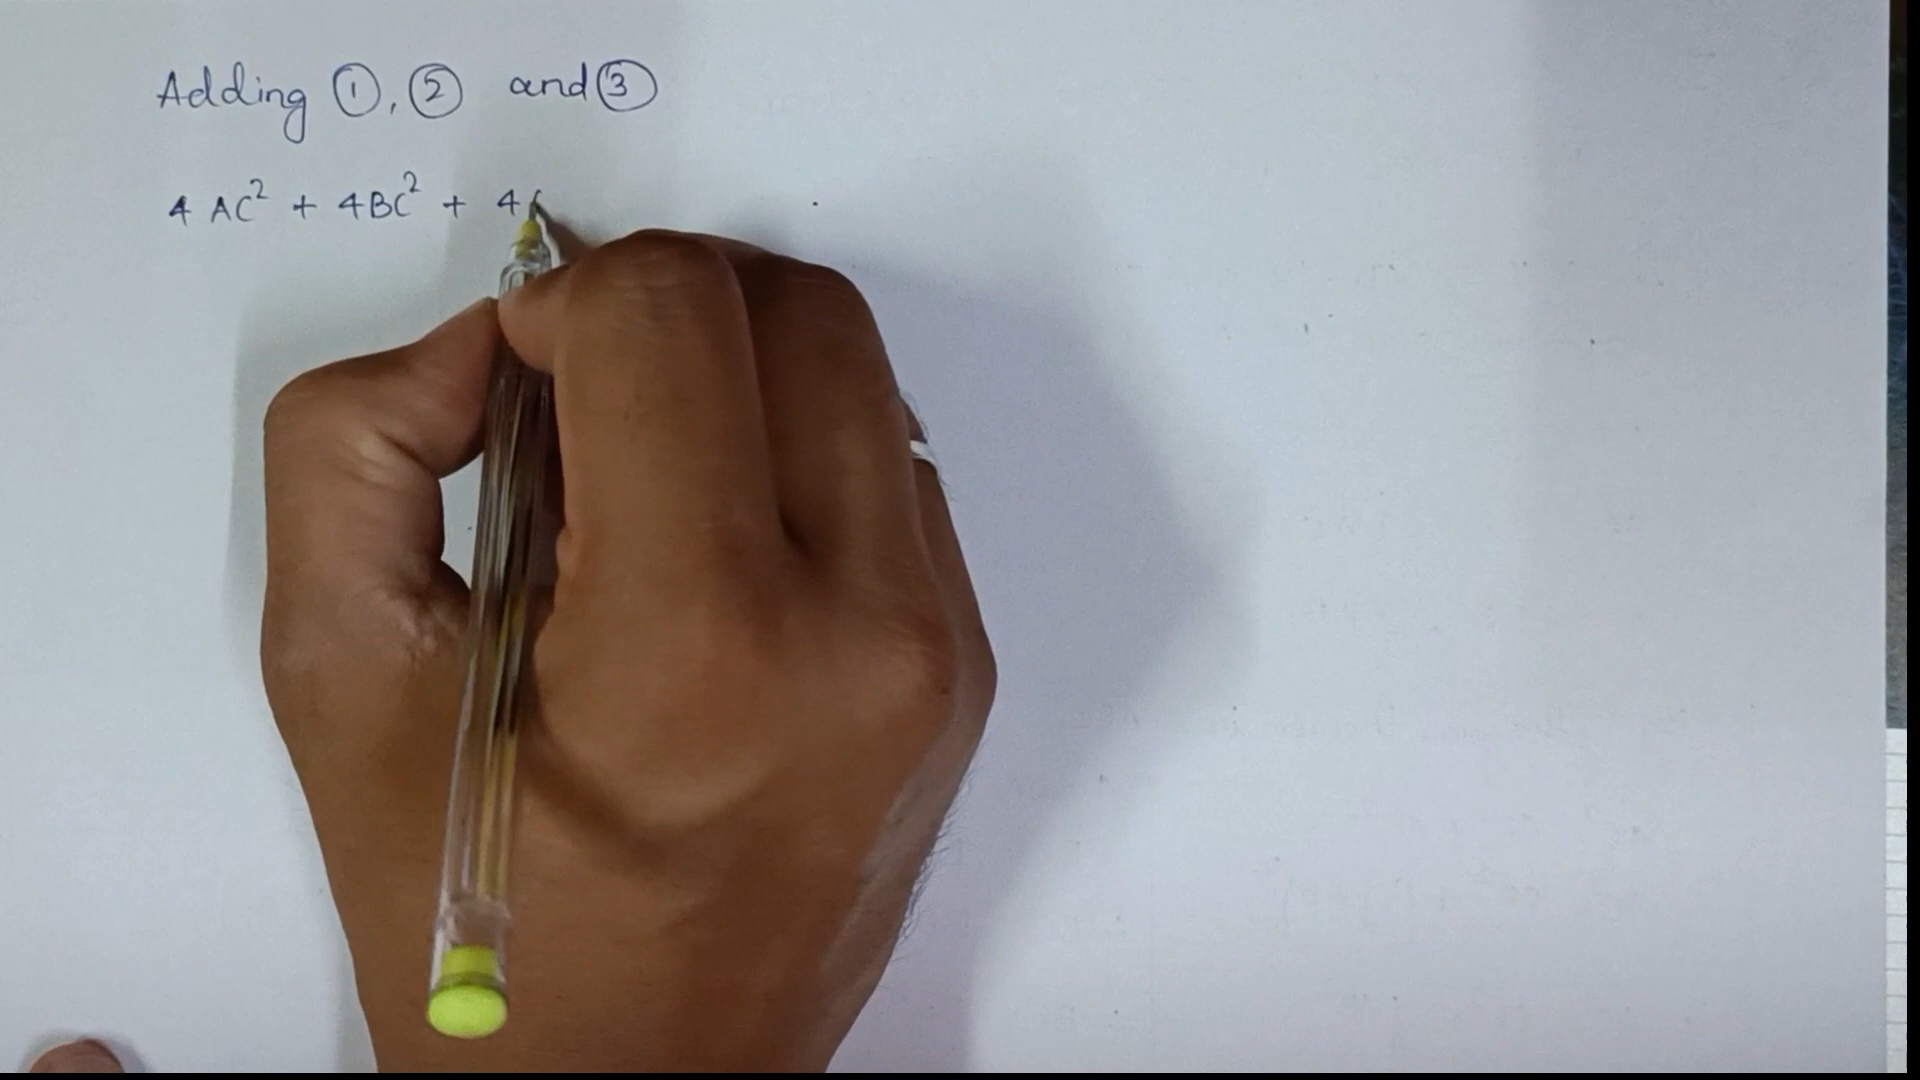 Adding ①, ② and ③
4 AC² + 4BC² + 4